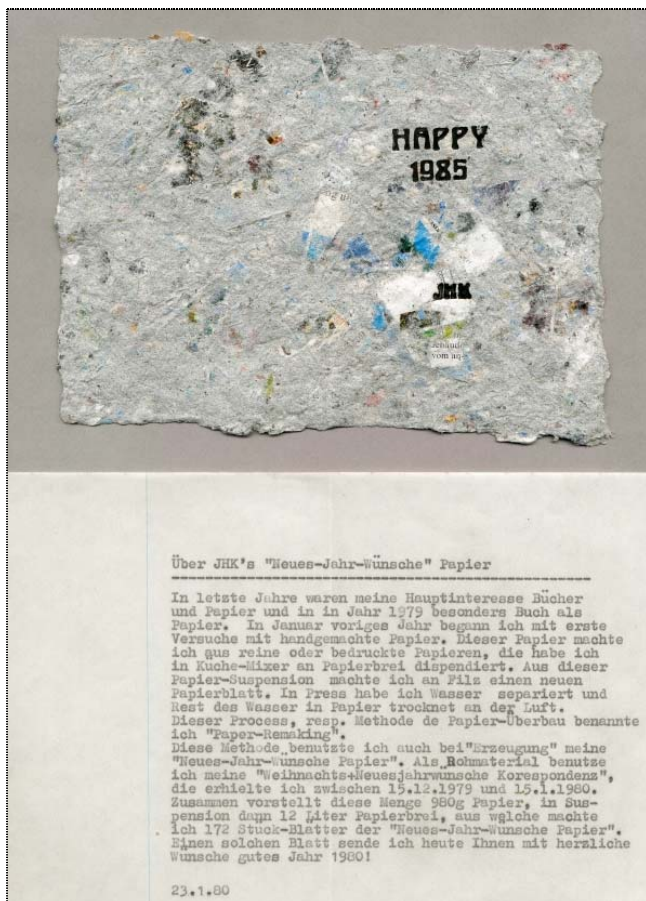 HAPPY
1985
JHK
vom
Über JHK's "Neues-Jahr-Wünsche" Papier
In letzte Jahre waren meine Hauptinteresse Bücher
und Papier und in in Jahr 1979 besonders Buch als
Papier. In Januar voriges Jahr begann ich mit erste
Versuche mit handgemachte Papier. Dieser Papier machte
ich aus reine oder bedruckte Papieren, die habe ich
in Kuche-Mixer an Papierbrei dispendiert. Aus dieser
Papier-Suspension machte ich an Filz einen neuen
Papierblatt. In Press habe ich Wasser separiert und
Rest des Wasser in Papier trocknet an der Luft.
Dieser Process, resp. Methode de Papier-Überbau benannte
ich "Paper-Remaking".
Diese Methode benutzte ich auch bei "Erzeugung" meine
"Neues-Jahr-Wünsche Papier". Als Rohmaterial benutze
ich meine "Weihnachts+Neuesjahrwunsche Korespondenz",
die erhielte ich zwischen 15.12.1979 und 15.1.1980.
Zusammen vorstellt diese Menge 980g Papier, in Sus-
pension dann 12 Liter Papierbrei, aus welche machte
ich 172 Stuck-Blatter der "Neues-Jahr-Wunsche Papier".
Einen solchen Blatt sende ich heute Ihnen mit herzliche
Wünsche gutes Jahr 1980!
23.1.80